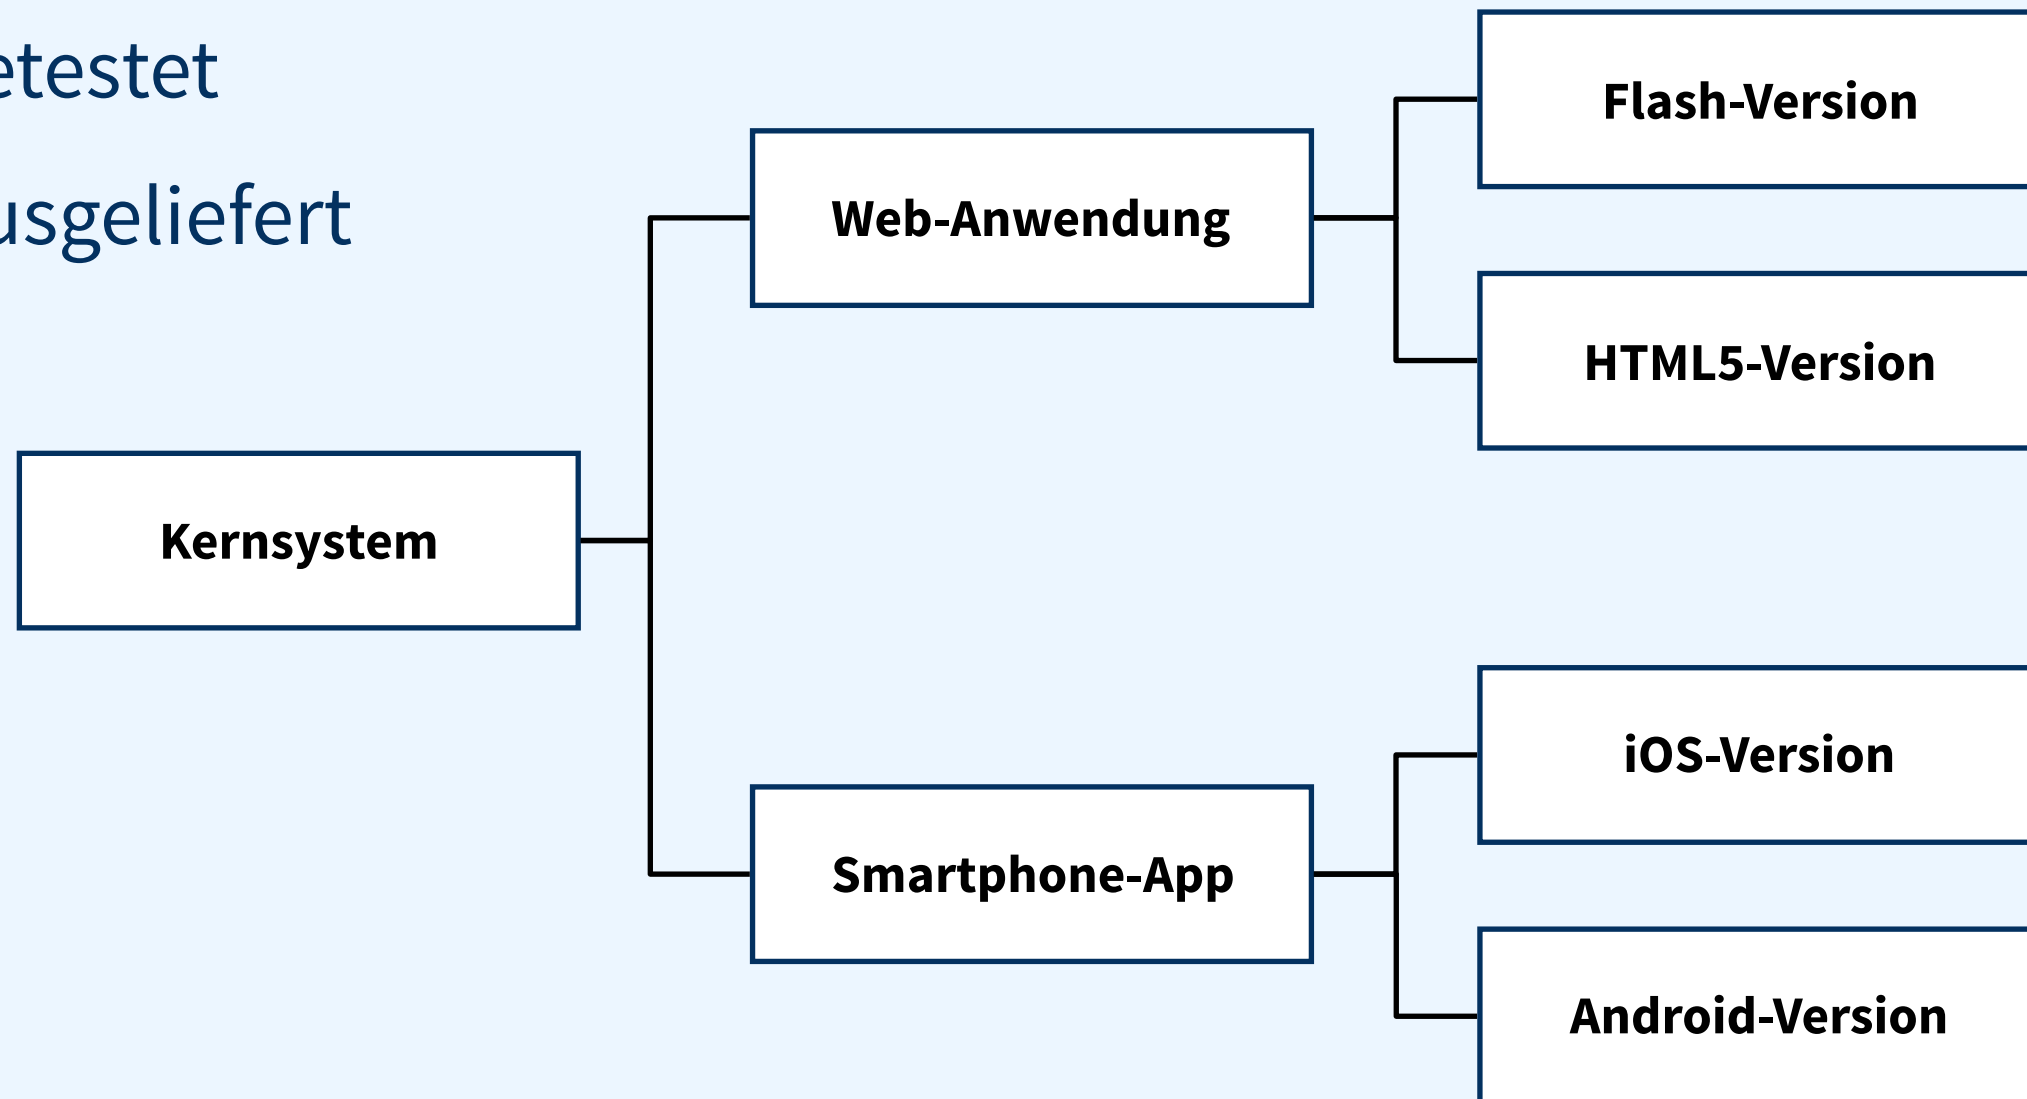 etestet
usgeliefert
Flash-Version
Web-Anwendung
HTML5-Version
Kernsystem
iOS-Version
Smartphone-App
Android-Version